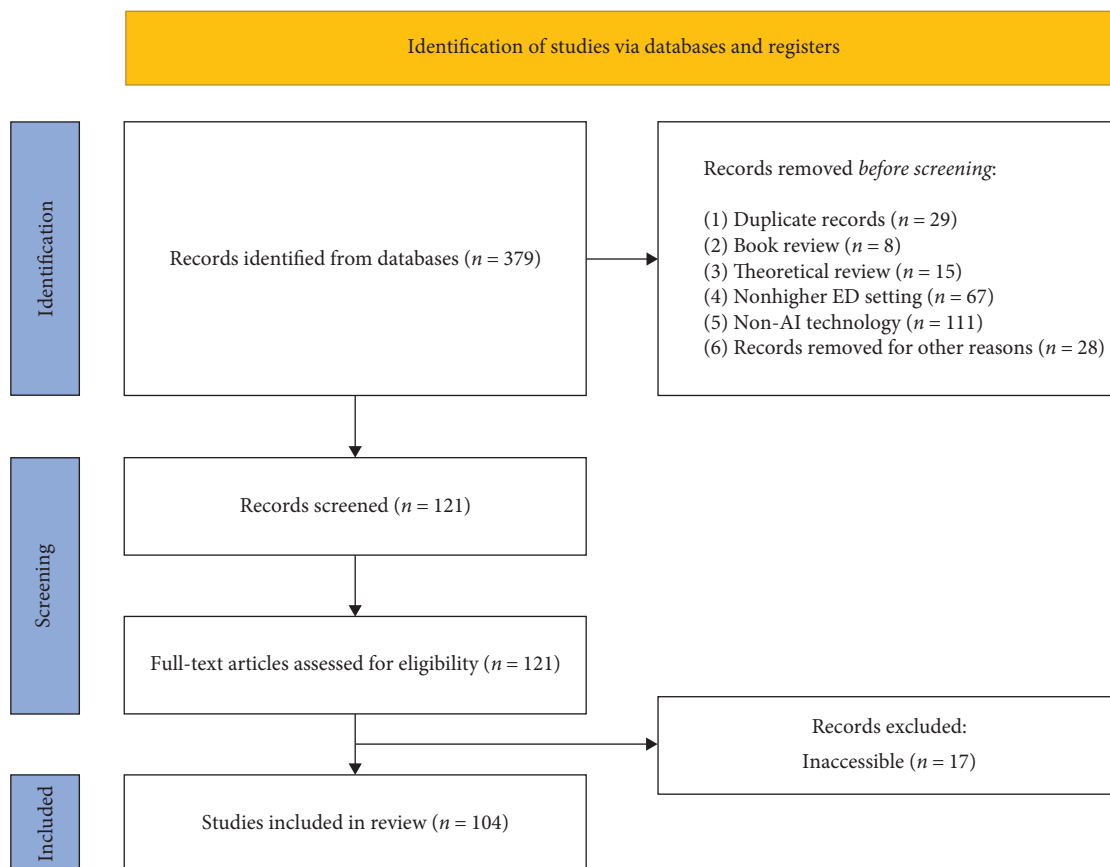 Identification of studies via databases and registers
Identification
Records identified from databases (n = 379)
Records removed before screening:
(1) Duplicate records (n = 29)
(2) Book review (n = 8)
(3) Theoretical review (n = 15)
(4) Nonhigher ED setting (n = 67)
(5) Non-AI technology (n = 111)
(6) Records removed for other reasons (n = 28)
Screening
Records screened (n = 121)
Full-text articles assessed for eligibility (n = 121)
Records excluded:
Inaccessible (n = 17)
Included
Studies included in review (n = 104)